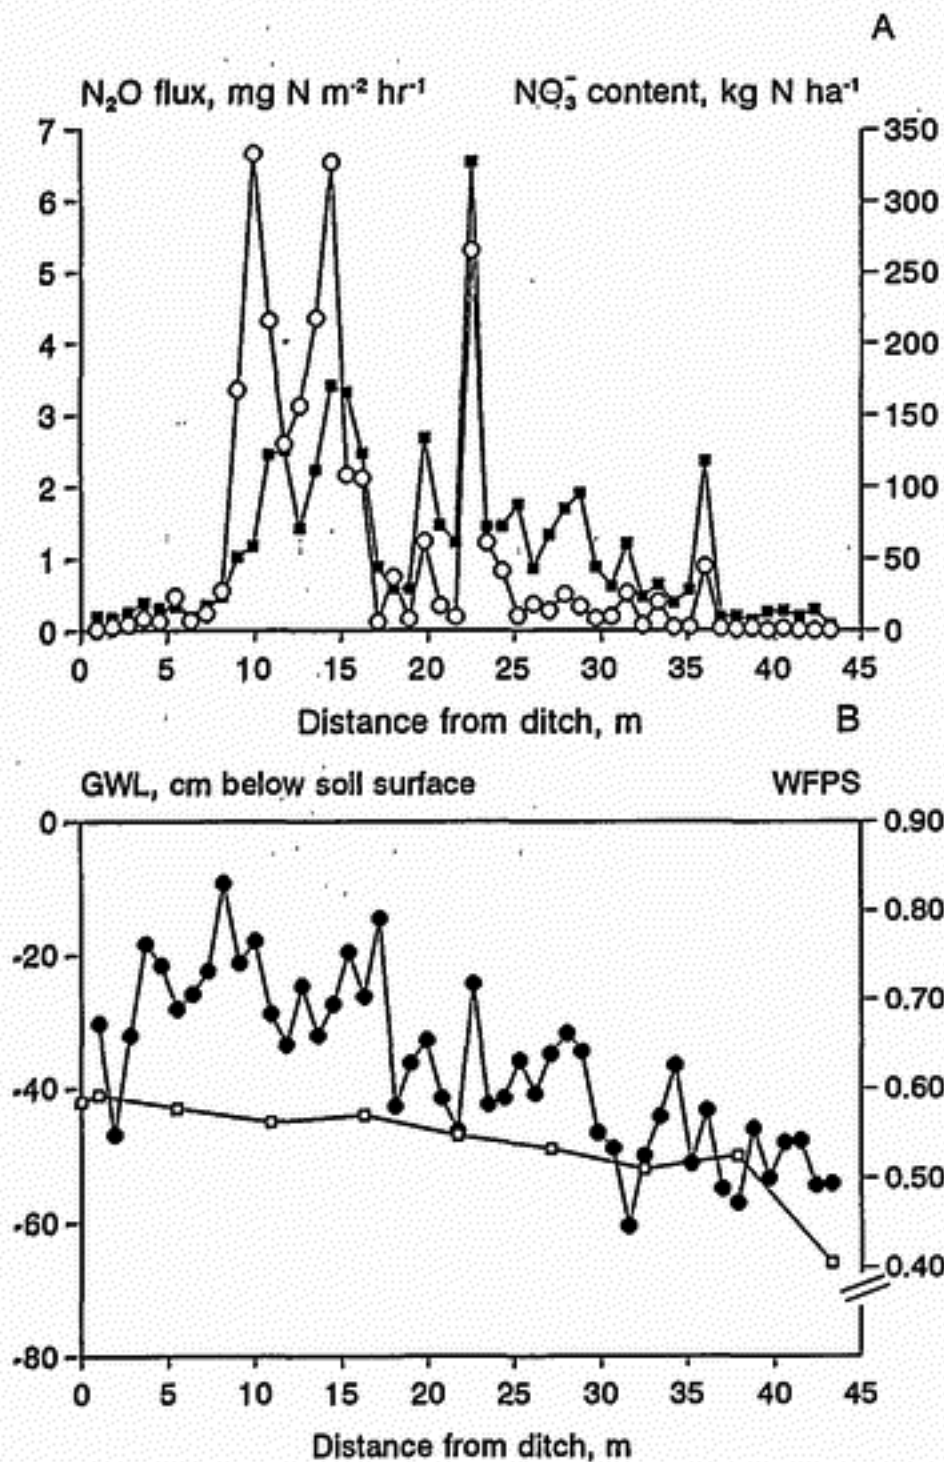 A
N₂O flux, mg N m⁻² hr⁻¹ NO₃⁻ content, kg N ha⁻¹
7 350
6 300
5 250
4 200
3 150
2 100
1 50
0 0
0 5 10 15 20 25 30 35 40 45
Distance from ditch, m
B
GWL, cm below soil surface WFPS
0 0.90
0.80
-20
0.70
-40 0.60
0.50
-60
0.40
-80
0 5 10 15 20 25 30 35 40 45
Distance from ditch, m